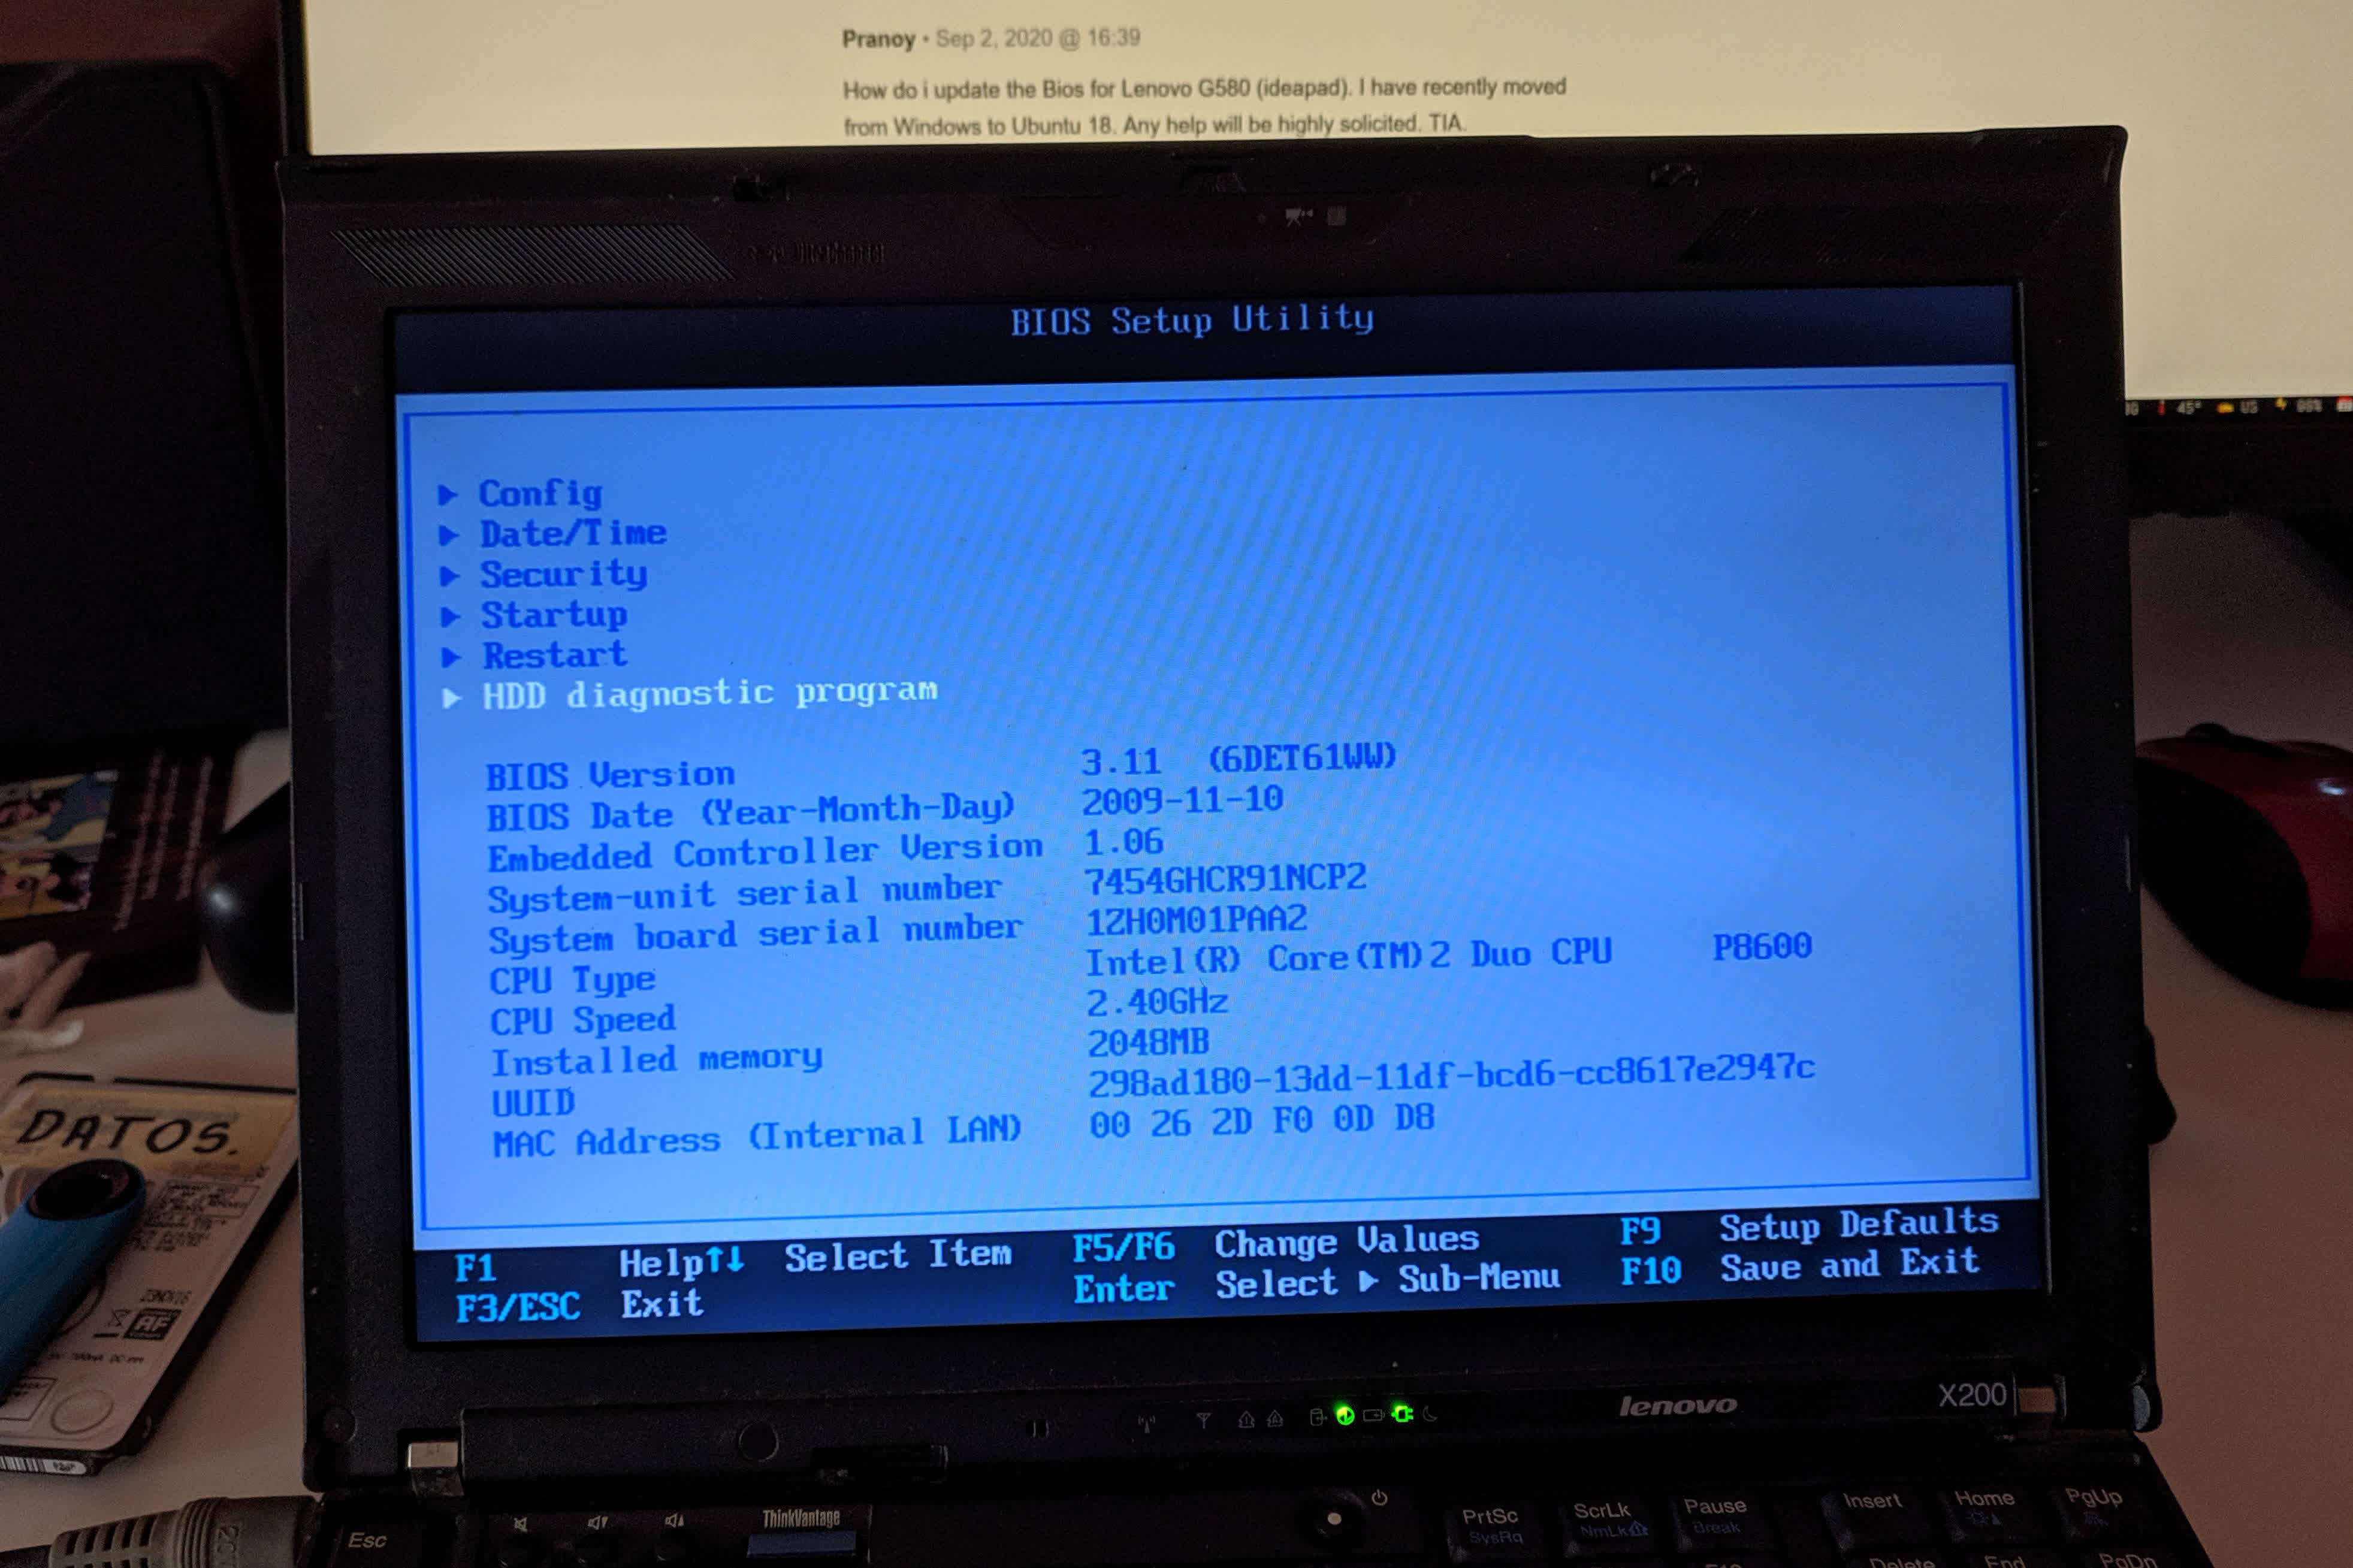 Pranoy • Sep 2, 2020 @ 16:39
How do i update the Bios for Lenovo G580 (ideapad). I have recently moved
from Windows to Ubuntu 18. Any help will be highly solicited. TIA.
45° US
BIOS Setup Utility
▶ Config
▶ Date/Time
▶ Security
▶ Startup
▶ Restart
▶ HDD diagnostic program
BIOS Version 3.11 (6DET61WW)
BIOS Date (Year-Month-Day) 2009-11-10
Embedded Controller Version 1.06
System-unit serial number 7454GHCR91NCP2
System board serial number 1ZH0M01PAA2
CPU Type Intel(R) Core(TM)2 Duo CPU P8600
CPU Speed 2.40GHz
Installed memory 2048MB
UUID 298ad180-13dd-11df-bcd6-cc8617e2947c
MAC Address (Internal LAN) 00 26 2D F0 0D D8
F1 Help ↑↓ Select Item F5/F6 Change Values F9 Setup Defaults
F3/ESC Exit Enter Select ▶ Sub-Menu F10 Save and Exit
DATOS.
AF
lenovo
X200
Esc
ThinkVantage
PrtSc
SysRq
ScrLk
NmLk
Pause
Break
Insert
Home
PgUp
Delete
End
PgDn